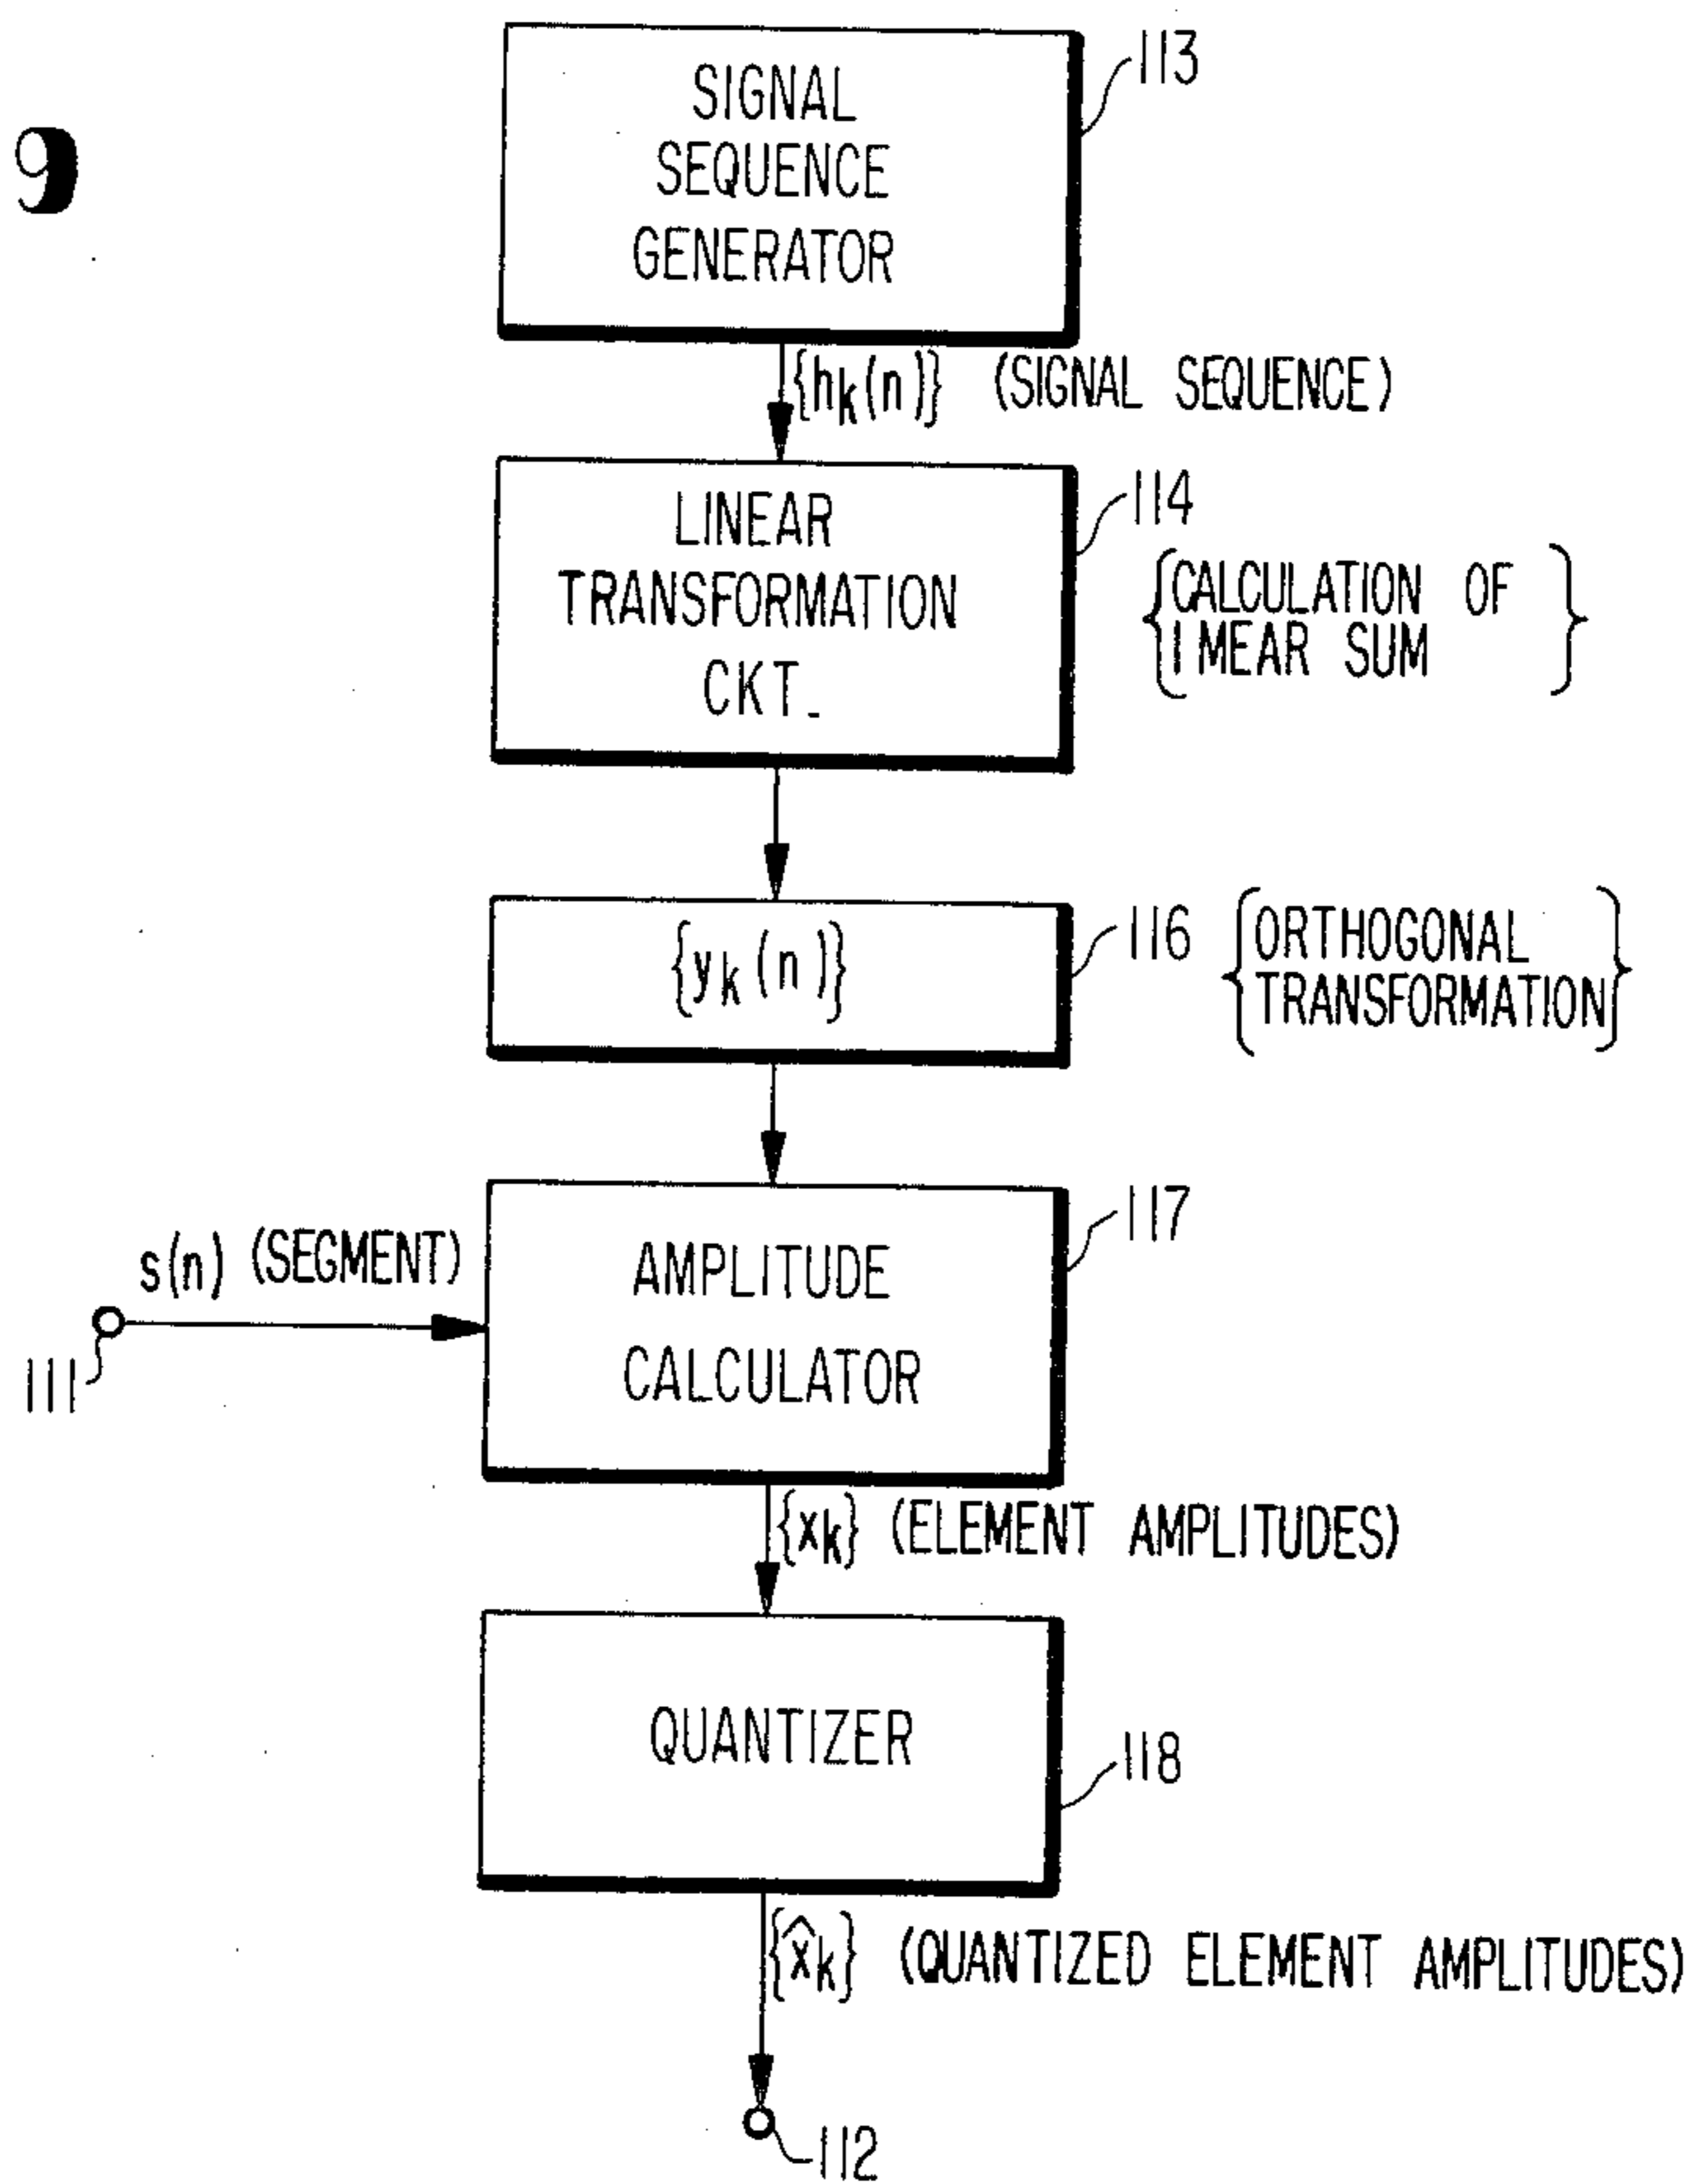 9
SIGNAL
SEQUENCE
GENERATOR
113
{hk(n)} (SIGNAL SEQUENCE)
LINEAR
TRANSFORMATION
CKT.
114
{CALCULATION OF
IMEAR SUM}
{yk(n)}
116
{ORTHOGONAL
TRANSFORMATION}
s(n) (SEGMENT)
111
AMPLITUDE
CALCULATOR
117
{xk} (ELEMENT AMPLITUDES)
QUANTIZER
118
{x̂k} (QUANTIZED ELEMENT AMPLITUDES)
112